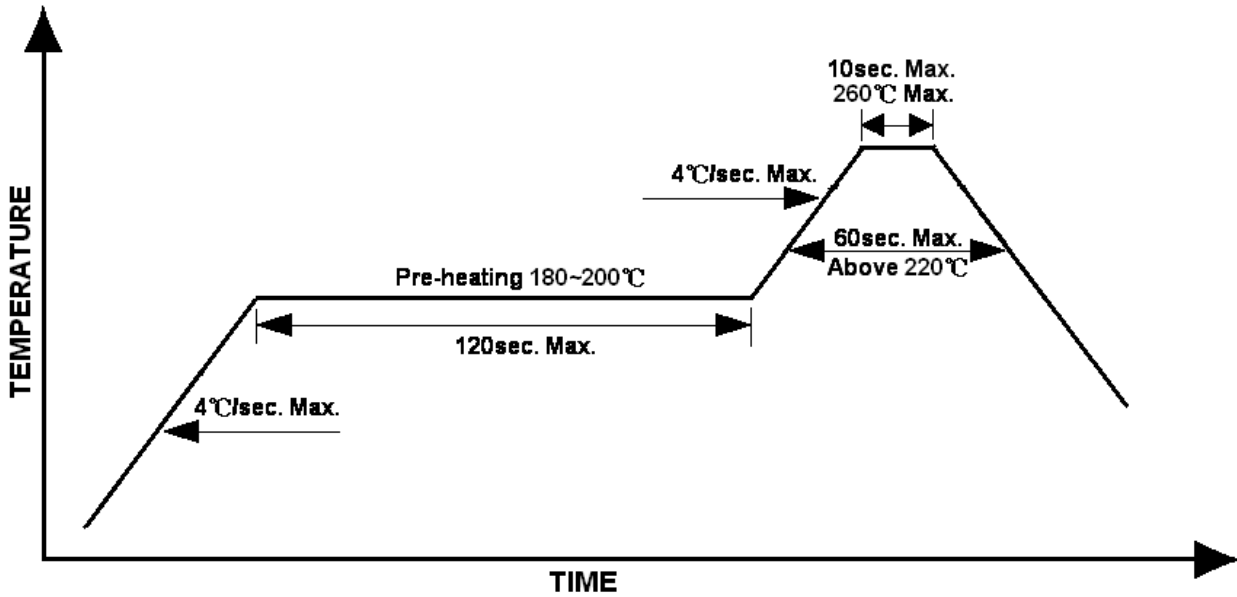 10sec. Max.
260℃ Max.
4℃/sec. Max.
60sec. Max.
Above 220℃
Pre-heating 180~200℃
120sec. Max.
4℃/sec. Max.
TEMPERATURE
TIME